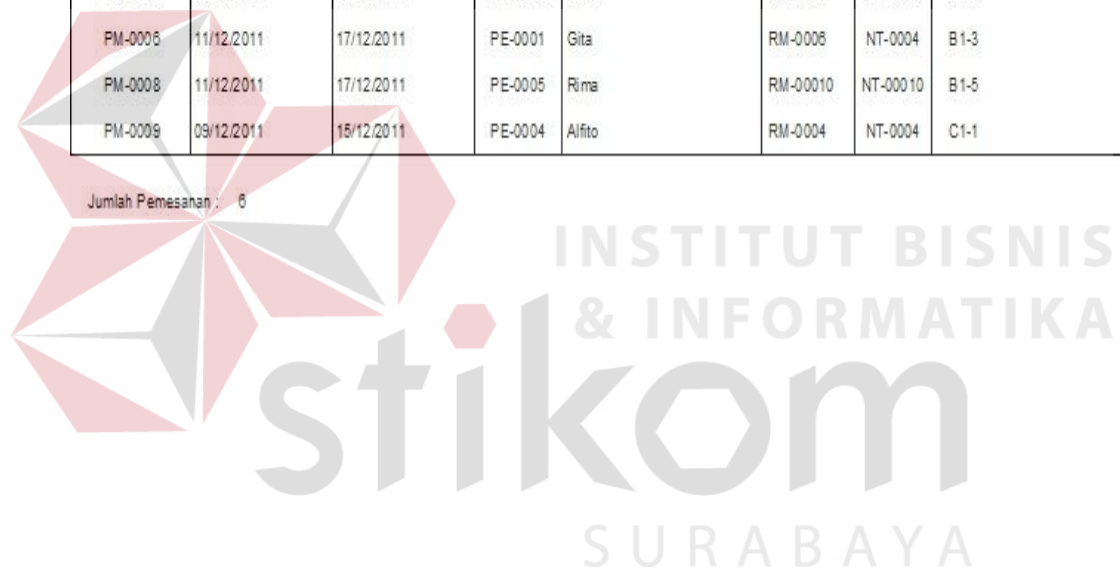 PM-0006 11/12/2011 17/12/2011 PE-0001 Gita RM-0006 NT-0004 B1-3
PM-0008 11/12/2011 17/12/2011 PE-0005 Rima RM-00010 NT-00010 B1-5
PM-0009 09/12/2011 15/12/2011 PE-0004 Alfito RM-0004 NT-0004 C1-1
Jumlah Pemesanan : 6
INSTITUT BISNIS
& INFORMATIKA
stikom
SURABAYA